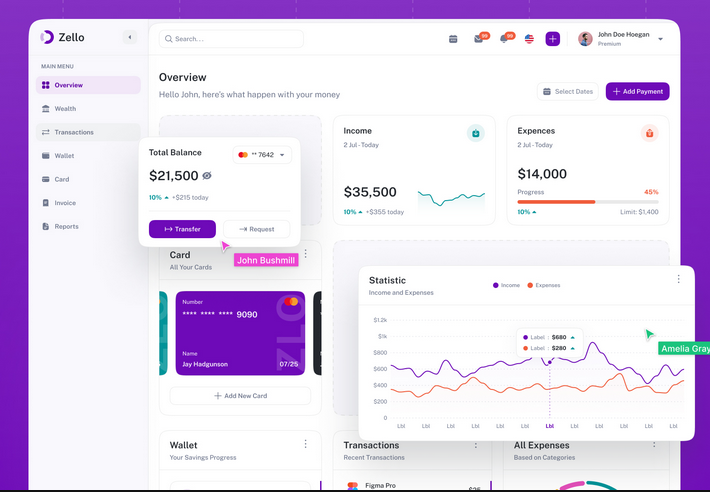 Zello
Search...
99
99
John Doe Hoegan
Premium
MAIN MENU
Overview
Wealth
Transactions
Wallet
Card
Invoice
Reports
Overview
Hello John, here's what happen with your money
Select Dates
Add Payment
Total Balance
** 7642
$21,500
10% +$215 today
Transfer
Request
John Bushmill
Income
2 Jul - Today
$35,500
10% +$355 today
Expences
2 Jul - Today
$14,000
Progress 45%
10% Limit: $1,400
Card
All Your Cards
Number
**** **** **** 9090
Name
Jay Hadgunson
07/25
Add New Card
Statistic
Income and Expenses
Income
Expenses
$1.2k
$1k
$800
$600
$400
$200
0
Label : $680
Label : $280
Lbl Lbl Lbl Lbl Lbl Lbl Lbl Lbl Lbl Lbl Lbl Lbl
Amelia Gray
Wallet
Your Savings Progress
Transactions
Recent Transactions
Figma Pro
All Expenses
Based on Categories